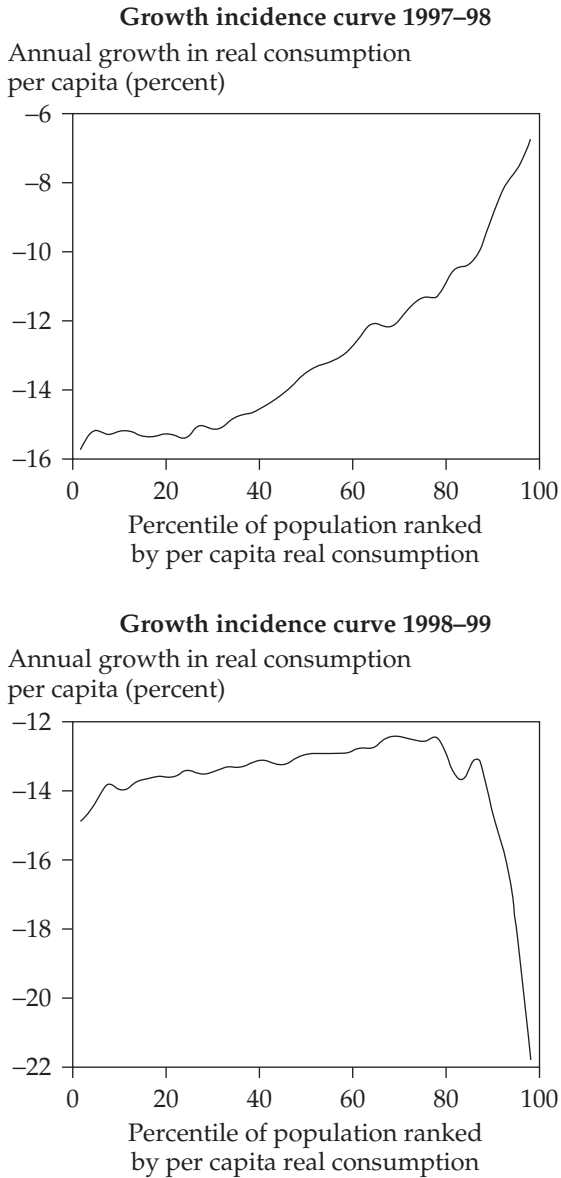 Growth incidence curve 1997–98
Annual growth in real consumption
per capita (percent)
–6
–8
–10
–12
–14
–16
0 20 40 60 80 100
Percentile of population ranked
by per capita real consumption
Growth incidence curve 1998–99
Annual growth in real consumption
per capita (percent)
–12
–14
–16
–18
–20
–22
0 20 40 60 80 100
Percentile of population ranked
by per capita real consumption